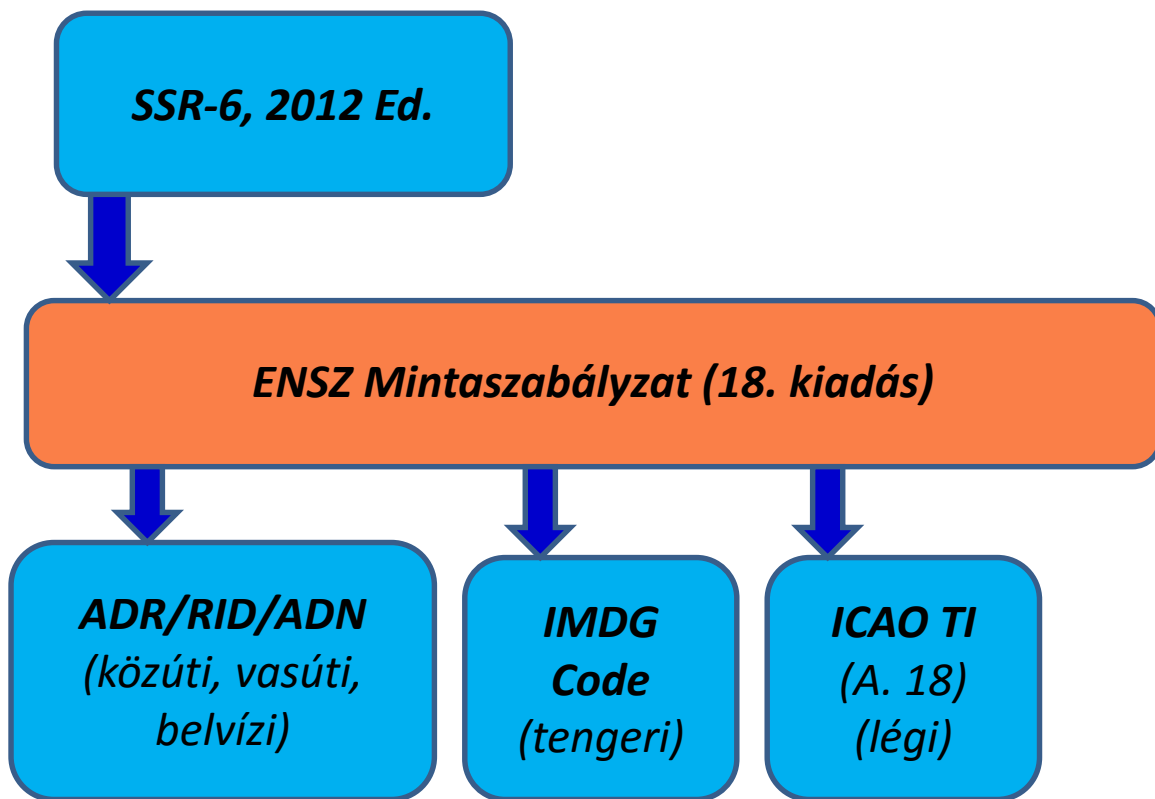 SSR-6, 2012 Ed.
ENSZ Mintaszabályzat (18. kiadás)
ADR/RID/ADN
(közúti, vasúti,
belvízi)
IMDG
Code
(tengeri)
ICAO TI
(A. 18)
(légi)